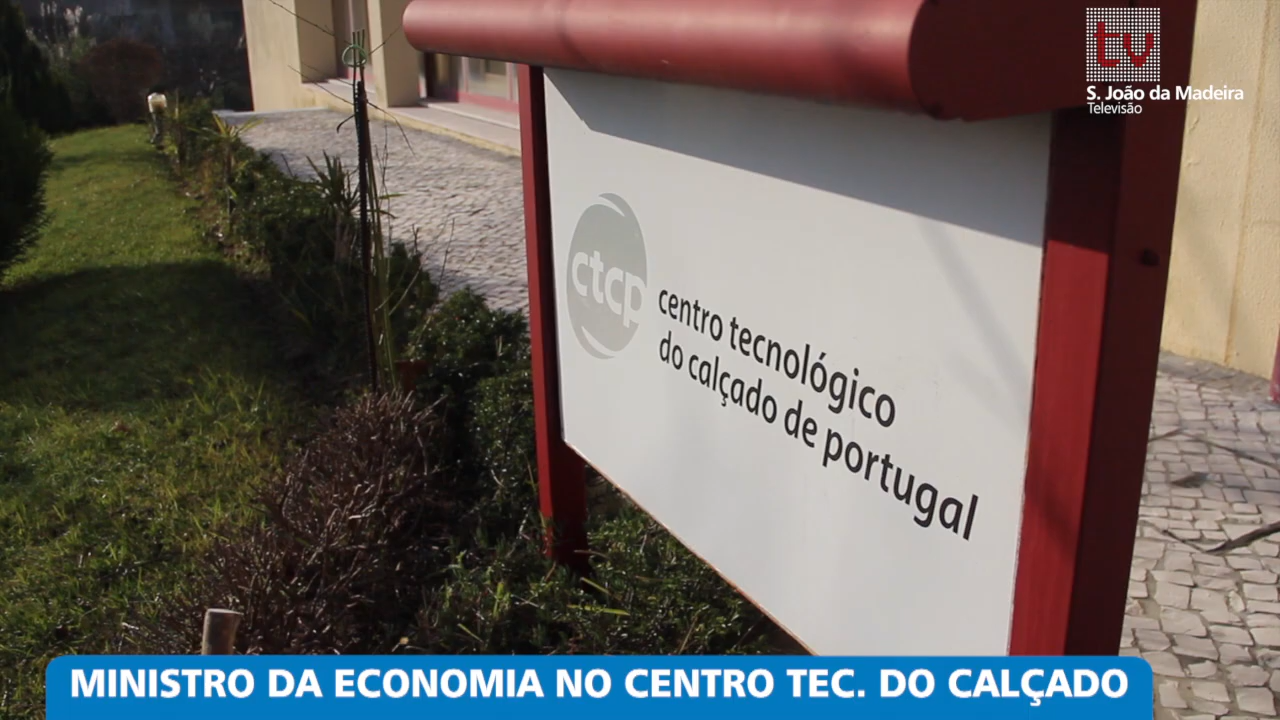 tv
S. João da Madeira
Televisão
ctcp
centro tecnológico
do calçado de portugal
MINISTRO DA ECONOMIA NO CENTRO TEC. DO CALÇADO